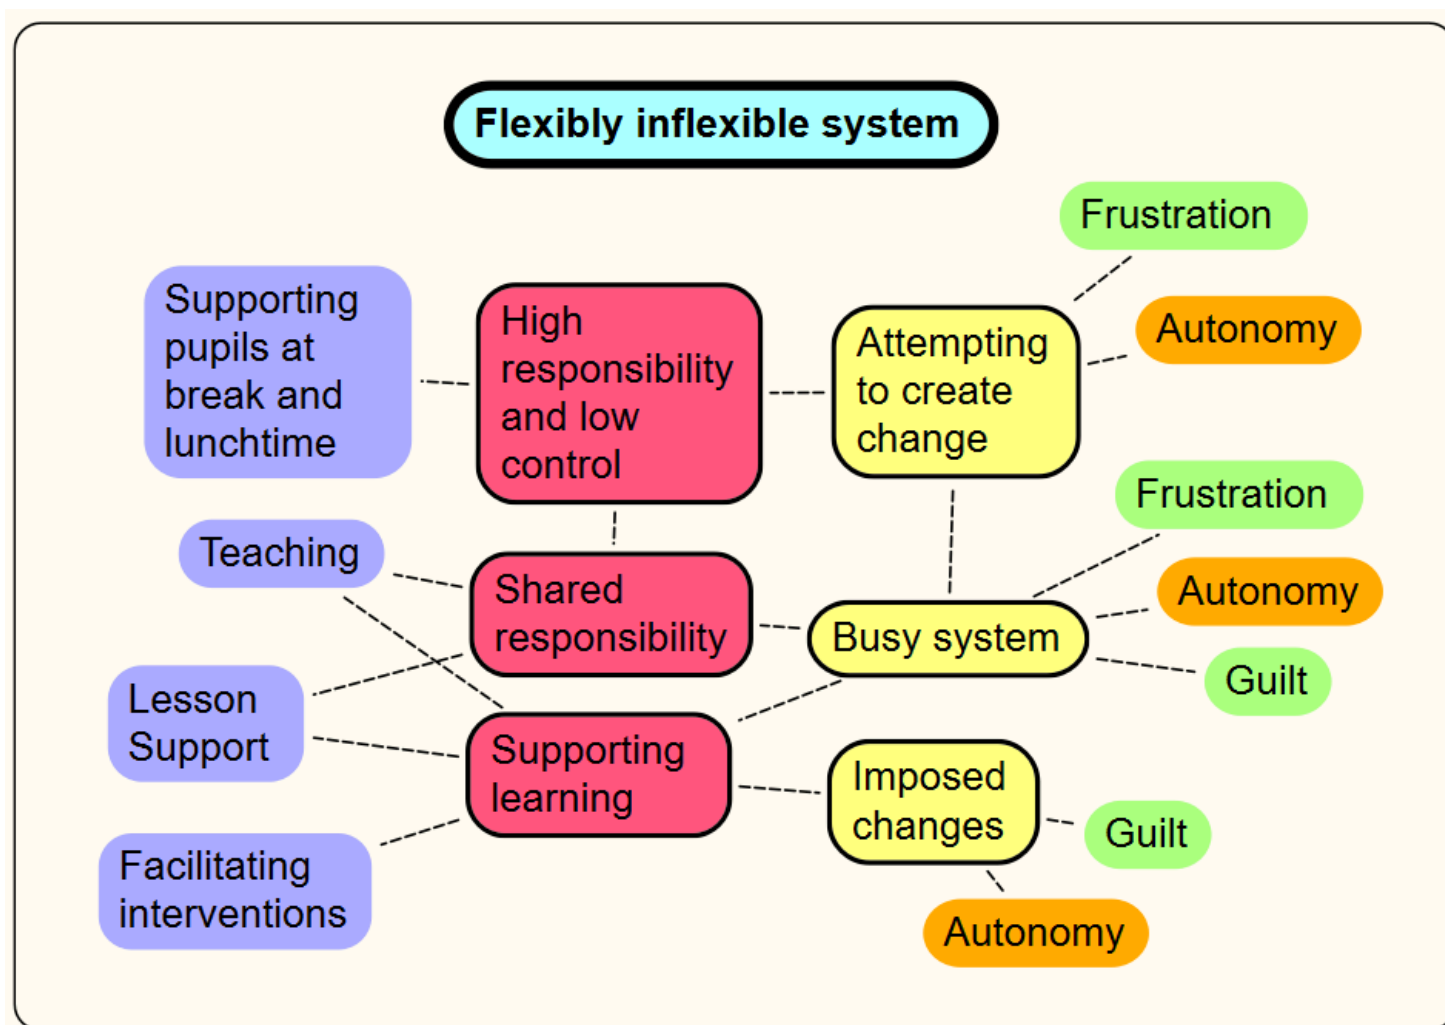 Flexibly inflexible system
Frustration
Supporting
pupils at
break and
lunchtime
High
responsibility
and low
control
Attempting
to create
change
Autonomy
Frustration
Teaching
Shared
responsibility
Busy system
Autonomy
Guilt
Lesson
Support
Supporting
learning
Imposed
changes
Guilt
Facilitating
interventions
Autonomy